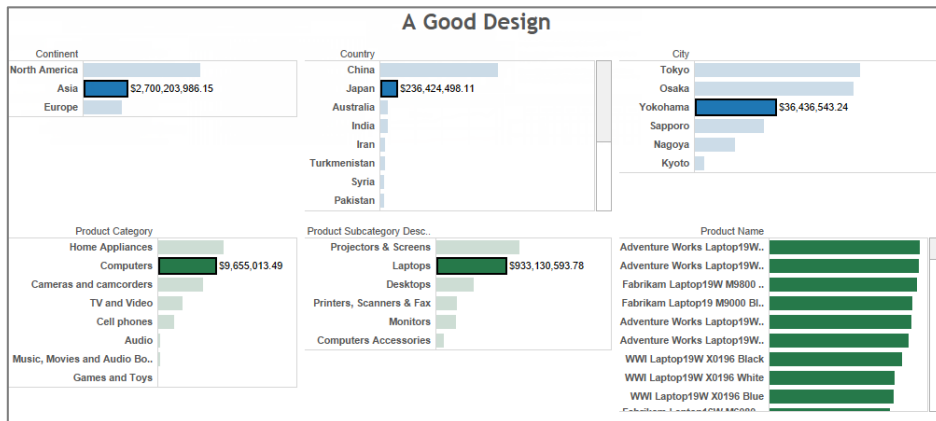 A Good Design
Continent
North America
Asia $2,700,203,986.15
Europe
Country
China
Japan $236,424,498.11
Australia
India
Iran
Turkmenistan
Syria
Pakistan
City
Tokyo
Osaka
Yokohama $36,436,543.24
Sapporo
Nagoya
Kyoto
Product Category
Home Appliances
Computers $9,655,013.49
Cameras and camcorders
TV and Video
Cell phones
Audio
Music, Movies and Audio Bo..
Games and Toys
Product Subcategory Desc..
Projectors & Screens
Laptops $933,130,593.78
Desktops
Printers, Scanners & Fax
Monitors
Computers Accessories
Product Name
Adventure Works Laptop19W..
Adventure Works Laptop19W..
Fabrikam Laptop19W M9800 ..
Fabrikam Laptop19 M9000 Bl..
Adventure Works Laptop19W..
Adventure Works Laptop19W..
WWI Laptop19W X0196 Black
WWI Laptop19W X0196 White
WWI Laptop19W X0196 Blue